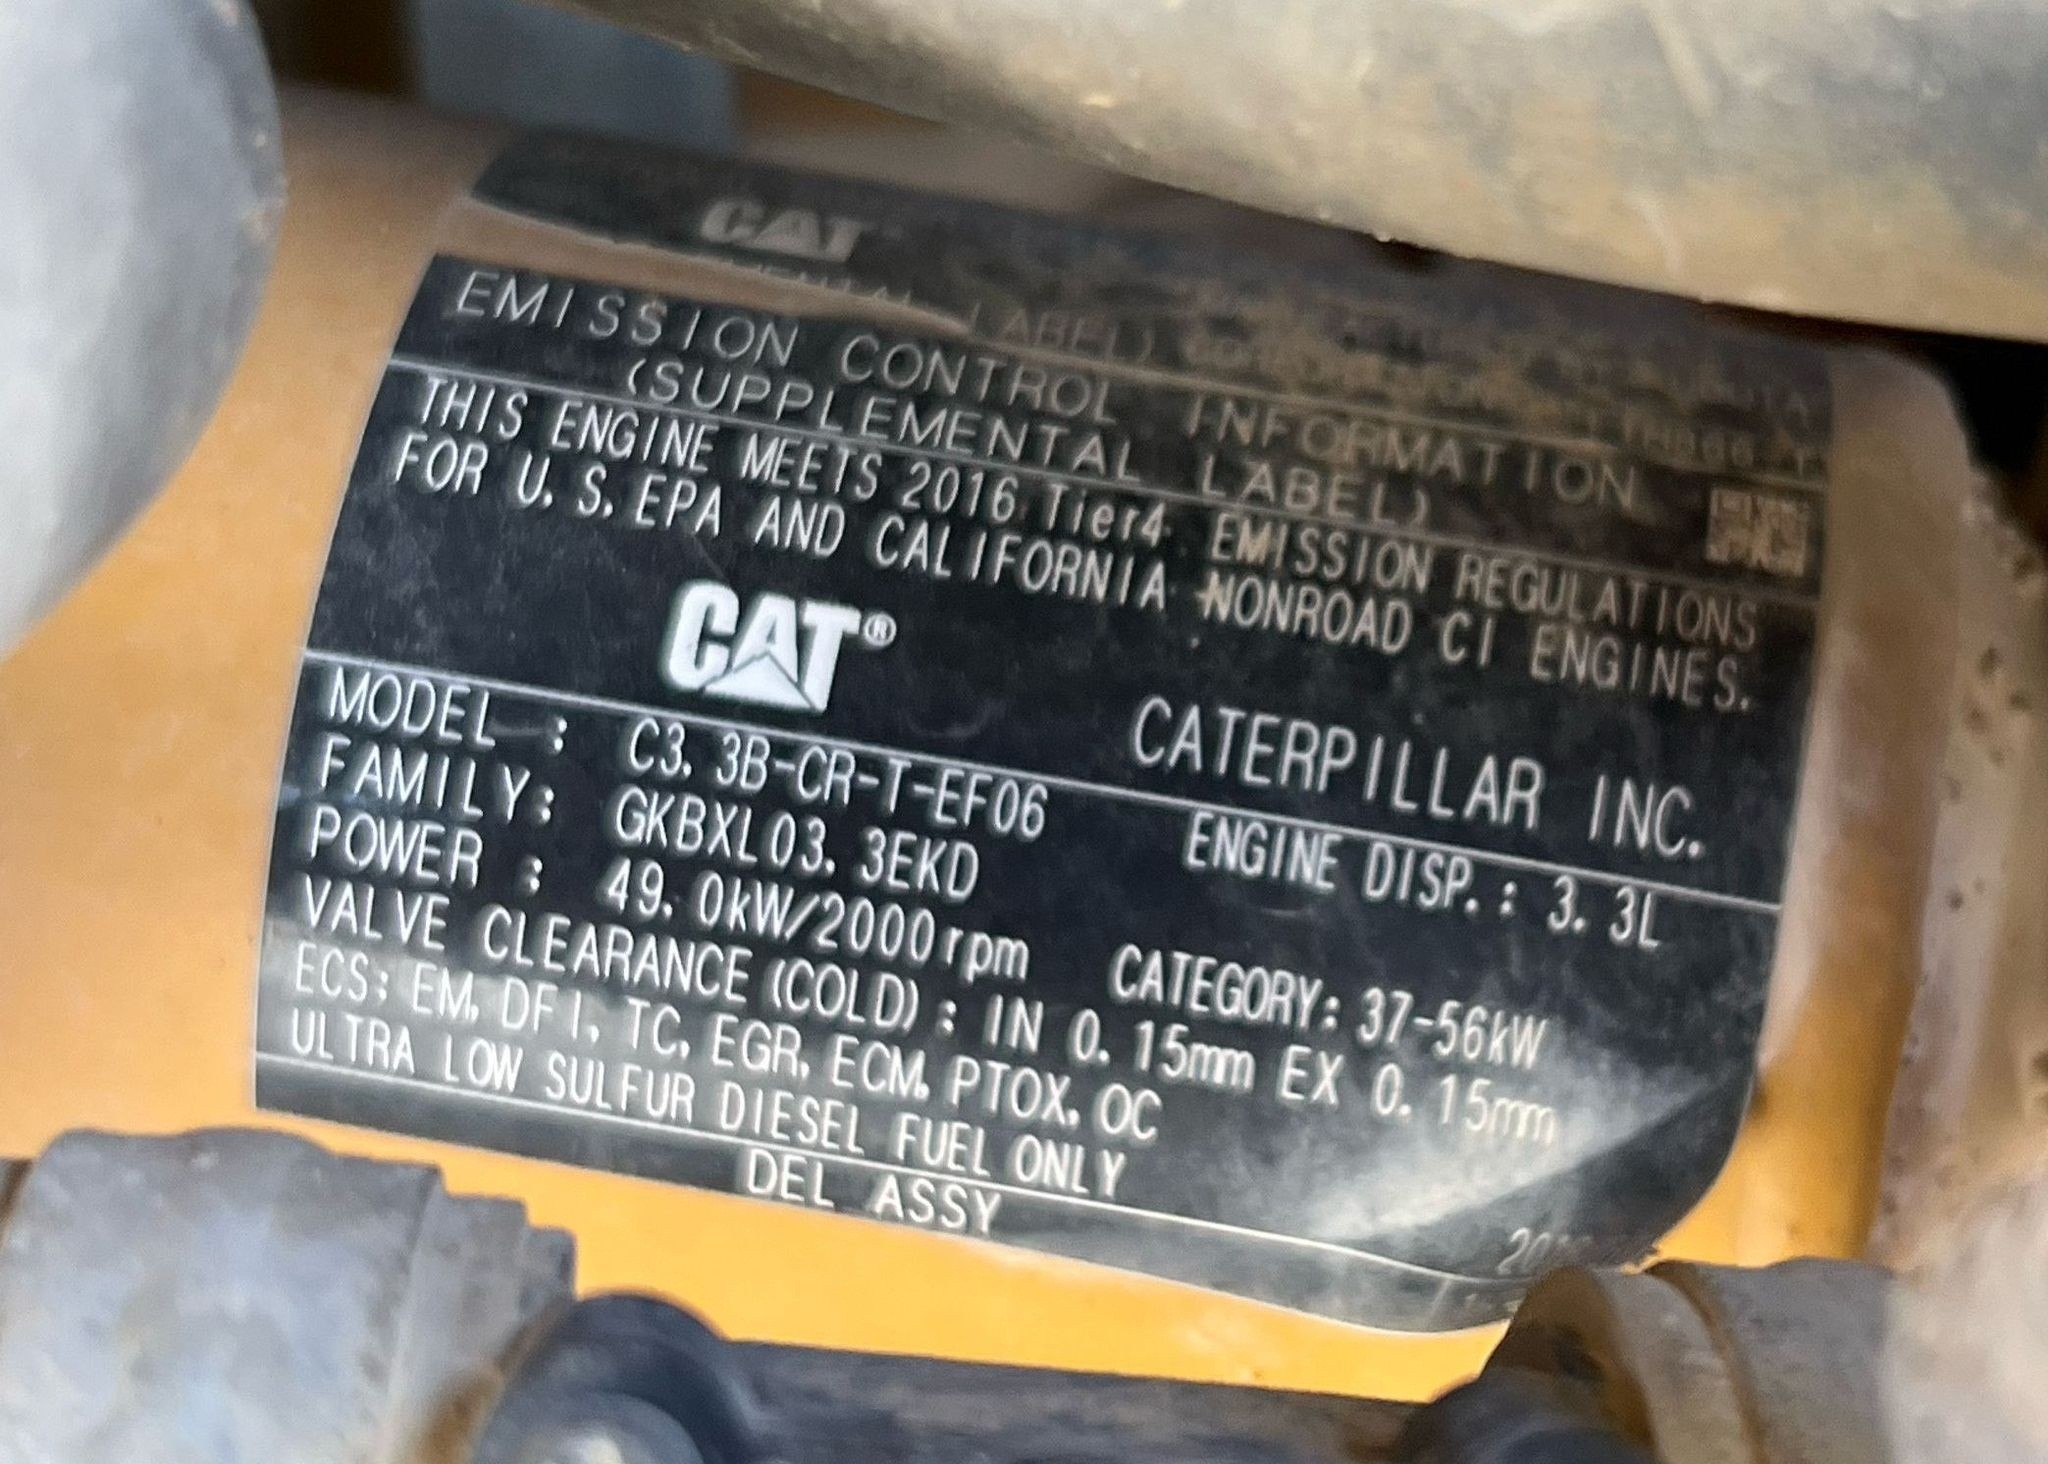 CAT
LABEL)
EMISSION CONTROL INFORMATION
(SUPPLEMENTAL LABEL)
THIS ENGINE MEETS 2016 Tier4 EMISSION REGULATIONS
FOR U.S. EPA AND CALIFORNIA NONROAD CI ENGINES.
CAT® CATERPILLAR INC.
MODEL : C3.3B-CR-T-EF06 ENGINE DISP.: 3.3L
FAMILY: GKBXL03.3EKD
POWER : 49.0kW/2000rpm CATEGORY: 37-56kW
VALVE CLEARANCE (COLD) : IN 0.15mm EX 0.15mm
ECS: EM, DFI, TC, EGR, ECM, PTOX, OC
ULTRA LOW SULFUR DIESEL FUEL ONLY
DEL ASSY